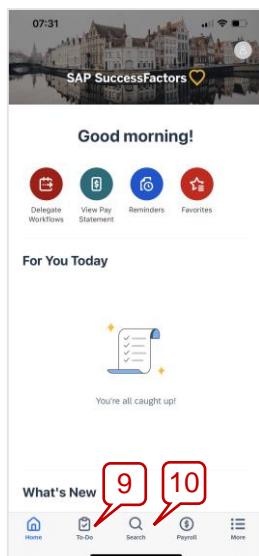 07:31
SAP SuccessFactors
Good morning!
Delegate Workflows
View Pay Statement
Reminders
Favorites
For You Today
You're all caught up!
What's New
9
10
Home
To-Do
Search
Payroll
More